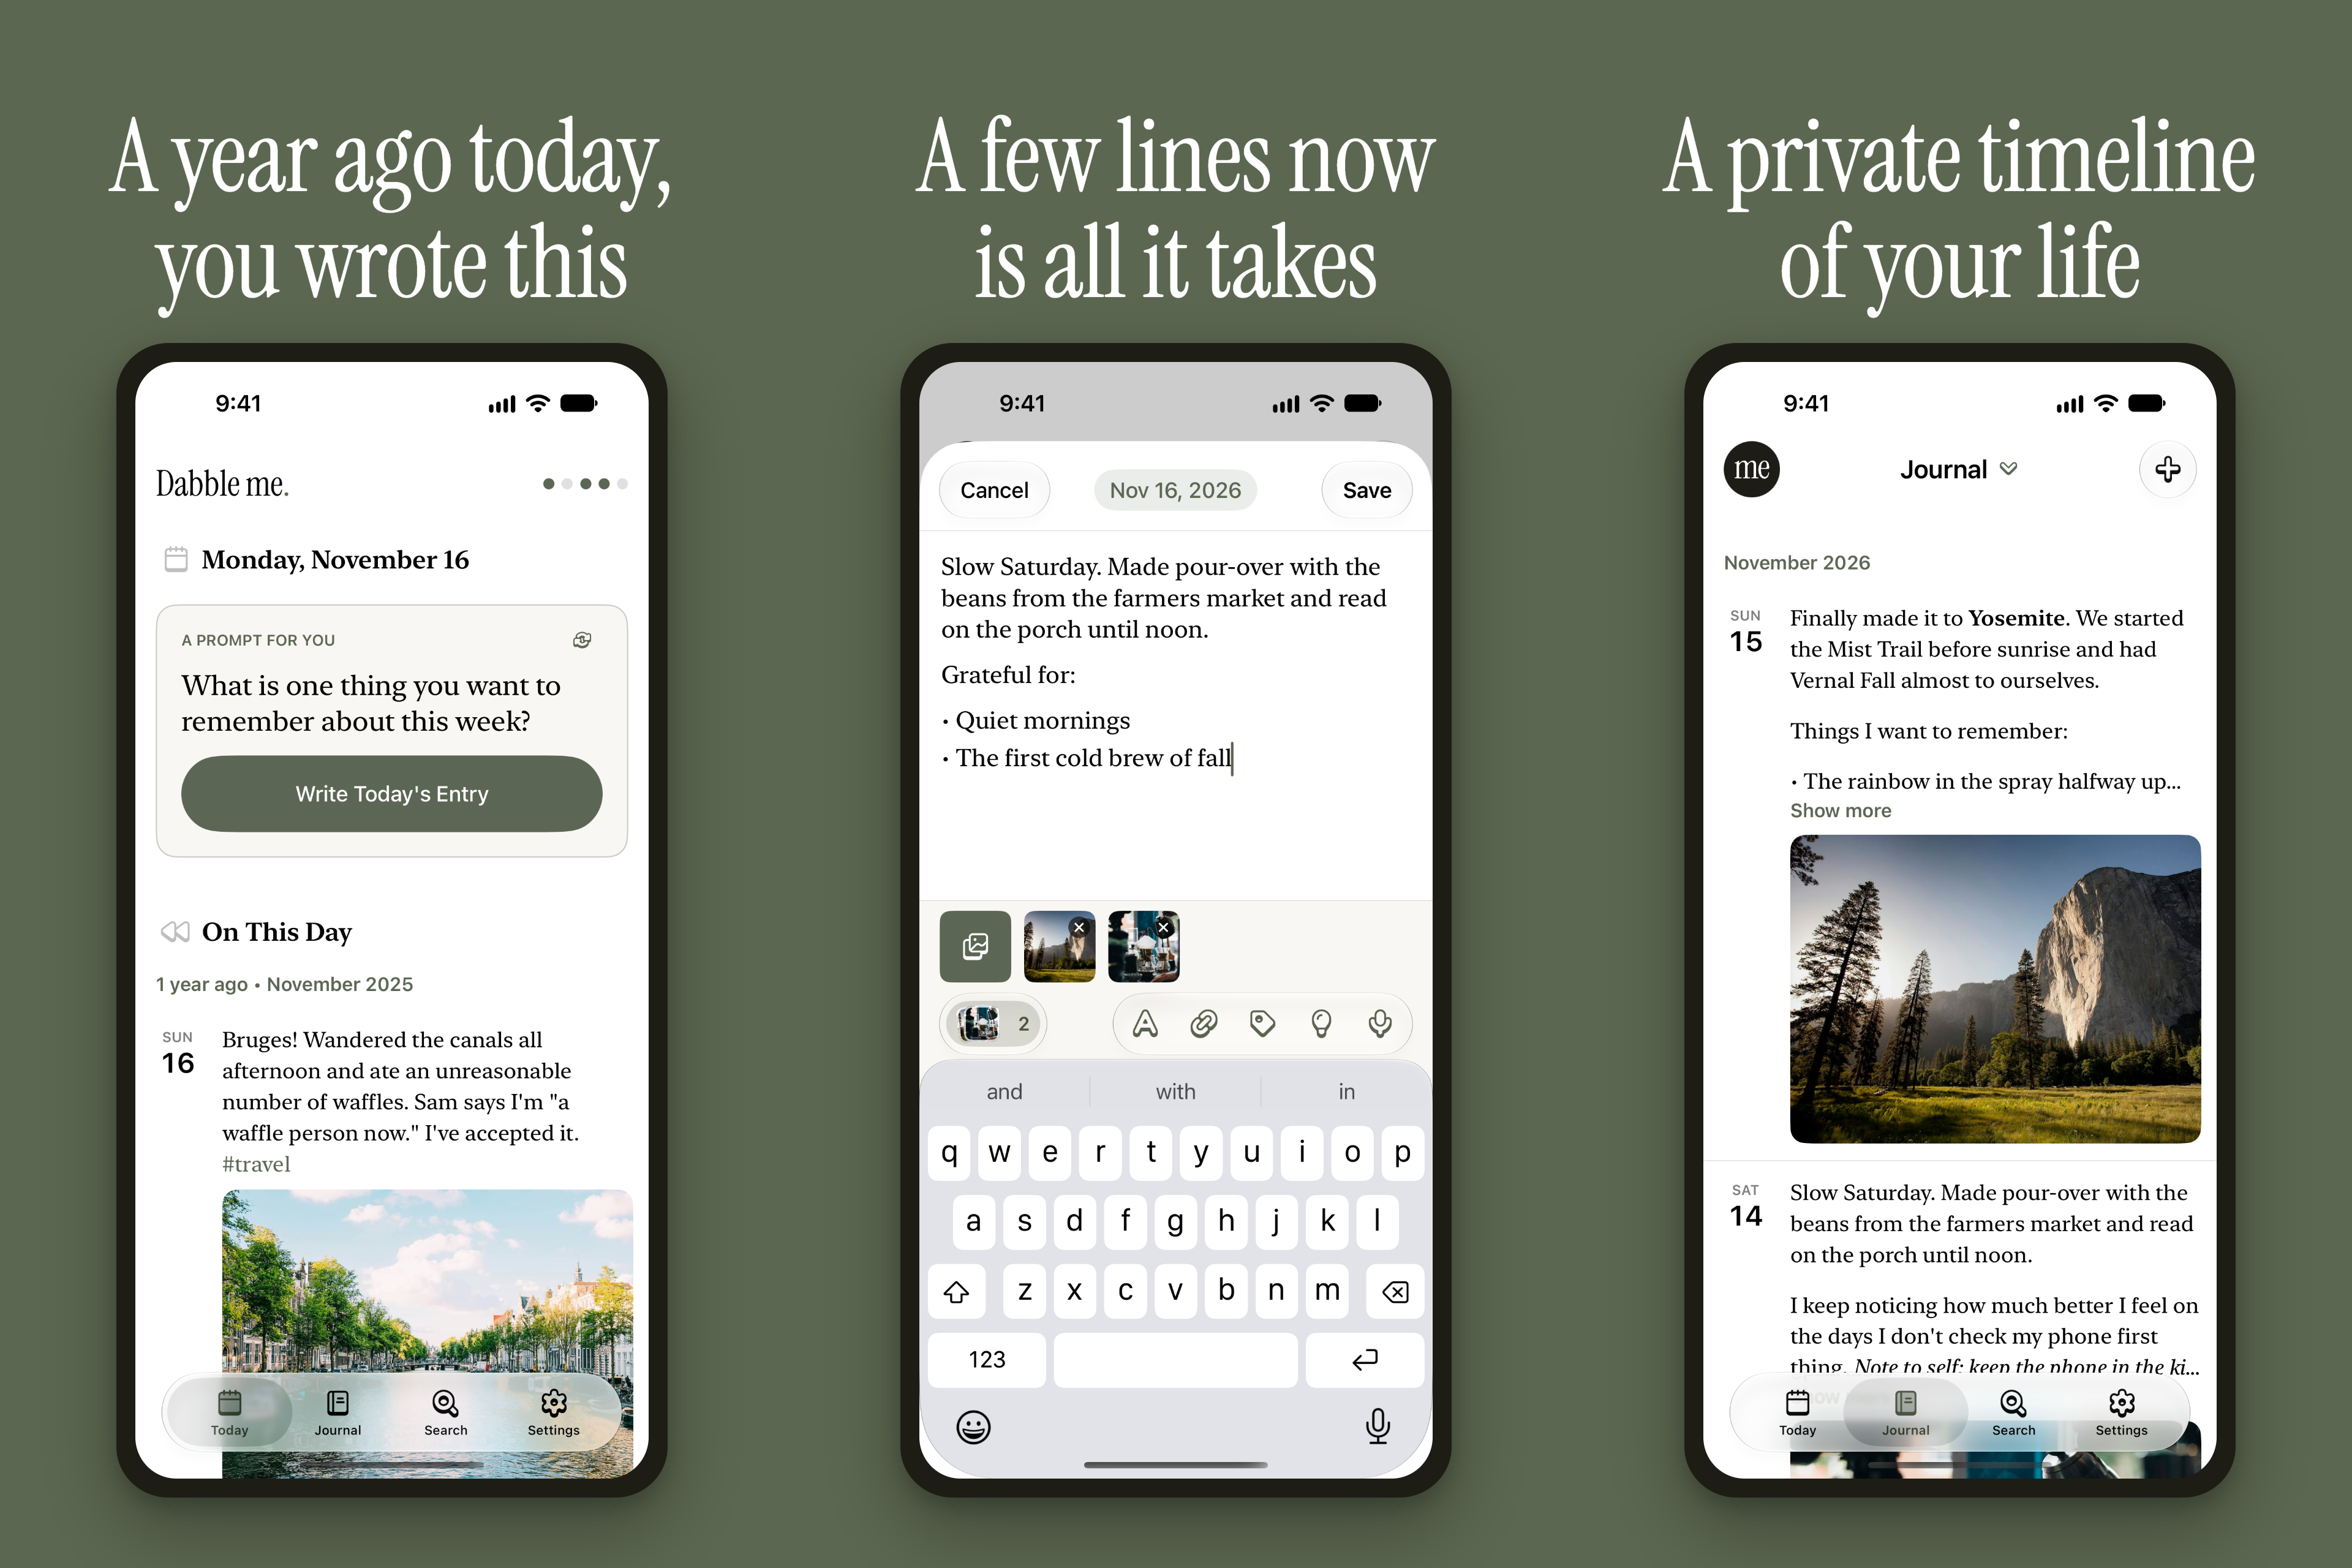 A year ago today,
you wrote this
9:41
Dabble me.
Monday, November 16
A PROMPT FOR YOU
What is one thing you want to
remember about this week?
Write Today's Entry
On This Day
1 year ago • November 2025
SUN
16
Bruges! Wandered the canals all
afternoon and ate an unreasonable
number of waffles. Sam says I'm "a
waffle person now." I've accepted it.
#travel
Today
Journal
Search
Settings
A few lines now
is all it takes
9:41
Cancel
Nov 16, 2026
Save
Slow Saturday. Made pour-over with the
beans from the farmers market and read
on the porch until noon.
Grateful for:
• Quiet mornings
• The first cold brew of fall
2
and with in
q w e r t y u i o p
a s d f g h j k l
z x c v b n m
123
A private timeline
of your life
9:41
me
Journal
November 2026
SUN
15
Finally made it to Yosemite. We started
the Mist Trail before sunrise and had
Vernal Fall almost to ourselves.
Things I want to remember:
• The rainbow in the spray halfway up...
Show more
SAT
14
Slow Saturday. Made pour-over with the
beans from the farmers market and read
on the porch until noon.
I keep noticing how much better I feel on
the days I don't check my phone first
thing. Note to self: keep the phone in the ki...
Today
Journal
Search
Settings